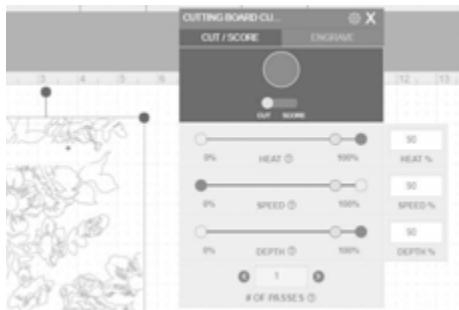 CUTTING BOARD CU... X
CUT / SCORE ENGRAVE
3 4 5 6 12 13
CUT SCORE
0% HEAT ? 100% 90 HEAT %
0% SPEED ? 100% 90 SPEED %
0% DEPTH ? 100% 90 DEPTH %
1
# OF PASSES ?